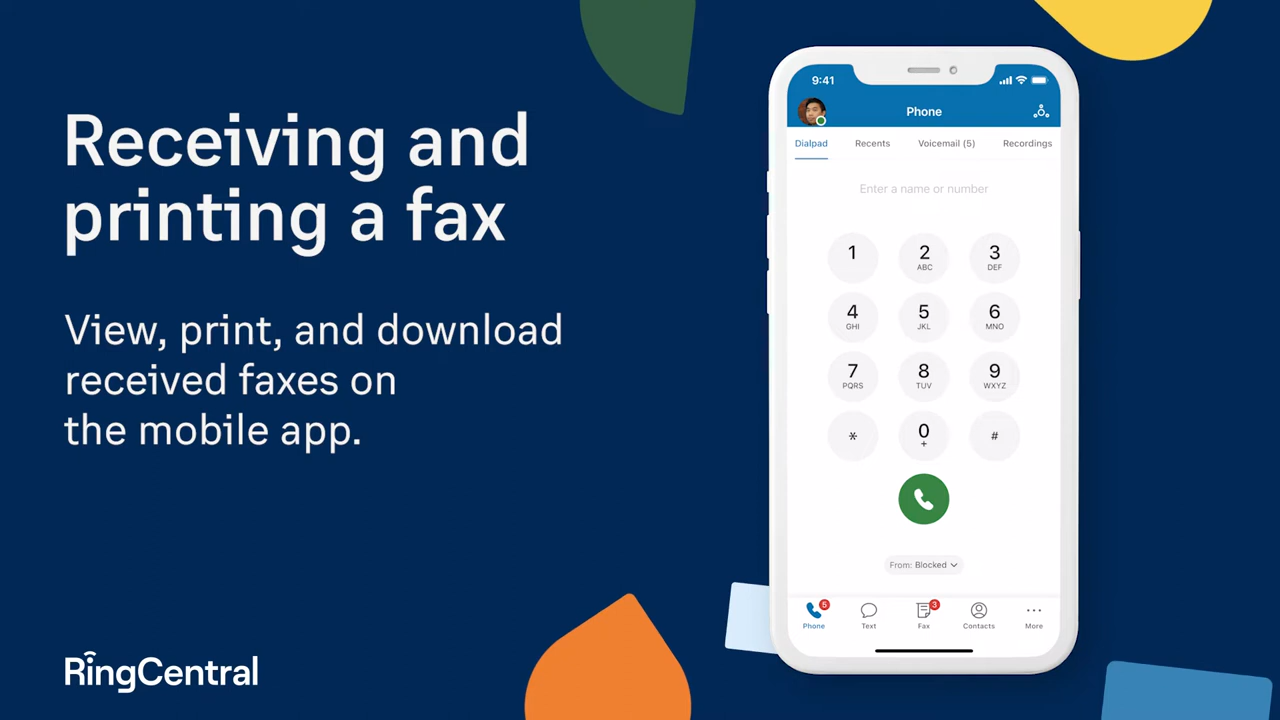 Receiving and
printing a fax
View, print, and download
received faxes on
the mobile app.
RingCentral
9:41
Phone
Dialpad Recents Voicemail (5) Recordings
Enter a name or number
1 2 3
ABC DEF
4 5 6
GHI JKL MNO
7 8 9
PQRS TUV WXYZ
* 0 #
+
From: Blocked
5 3
Phone Text Fax Contacts More